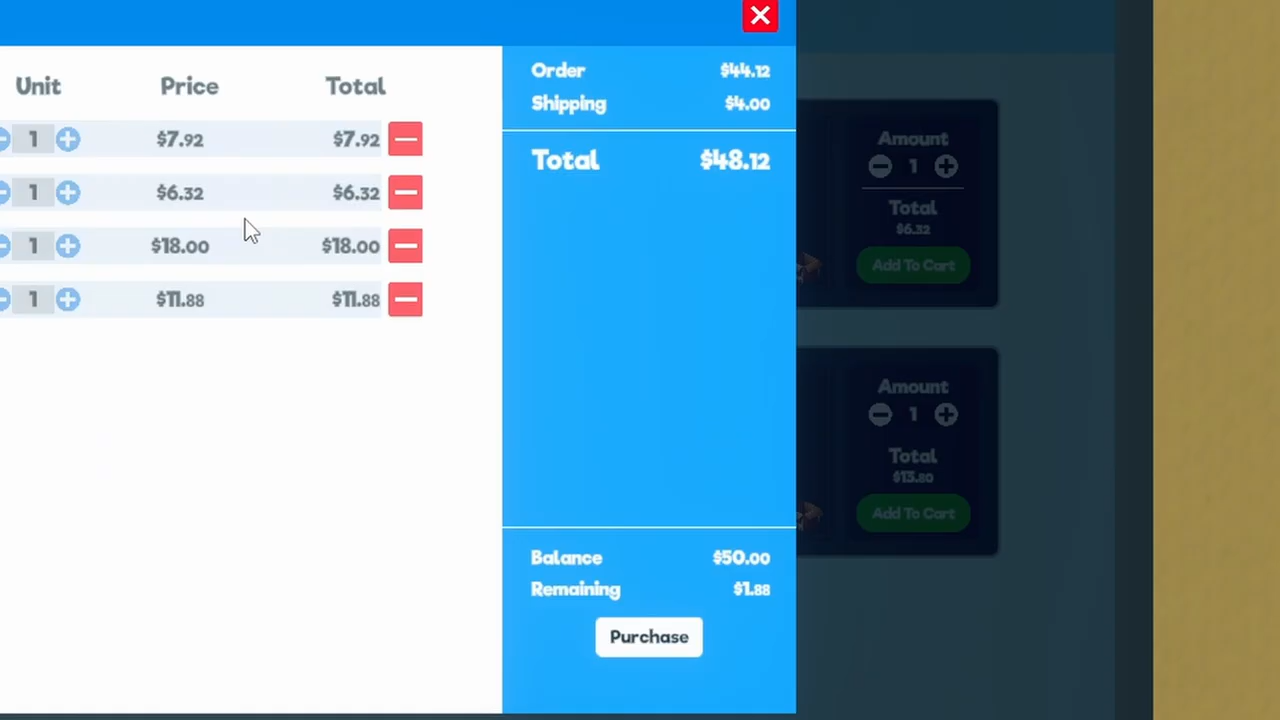 Unit Price Total
1 $7.92 $7.92
1 $6.32 $6.32
1 $18.00 $18.00
1 $11.88 $11.88
Order $44.12
Shipping $4.00
Total $48.12
Balance $50.00
Remaining $1.88
Purchase
Amount
1
Total
$6.32
Add To Cart
Amount
1
Total
$13.80
Add To Cart